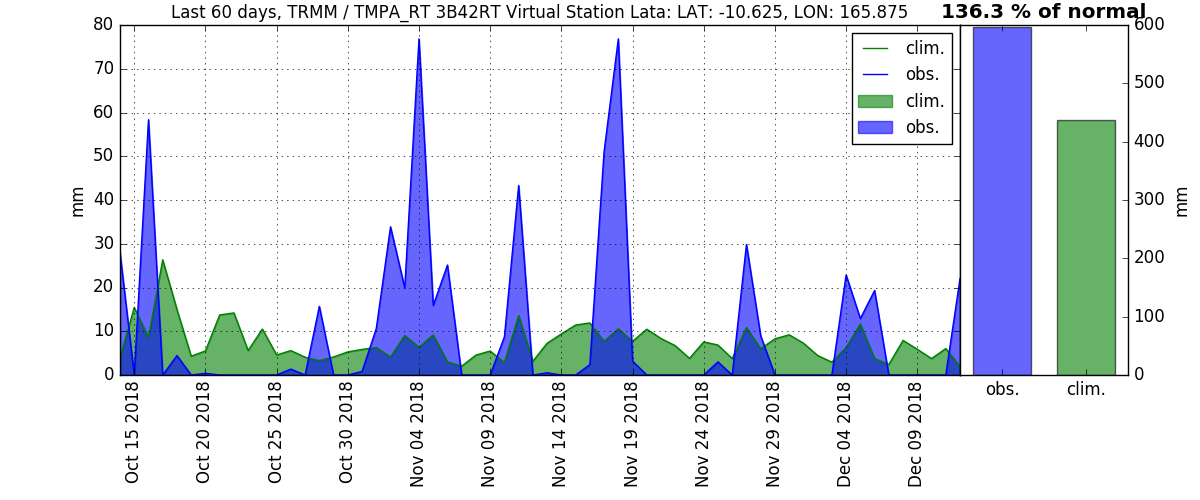 Last 60 days, TRMM / TMPA_RT 3B42RT Virtual Station Lata: LAT: -10.625, LON: 165.875
136.3 % of normal
80
70
60
50
40
30
20
10
0
mm
clim.
obs.
clim.
obs.
Oct 15 2018
Oct 20 2018
Oct 25 2018
Oct 30 2018
Nov 04 2018
Nov 09 2018
Nov 14 2018
Nov 19 2018
Nov 24 2018
Nov 29 2018
Dec 04 2018
Dec 09 2018
600
500
400
300
200
100
0
mm
obs.
clim.